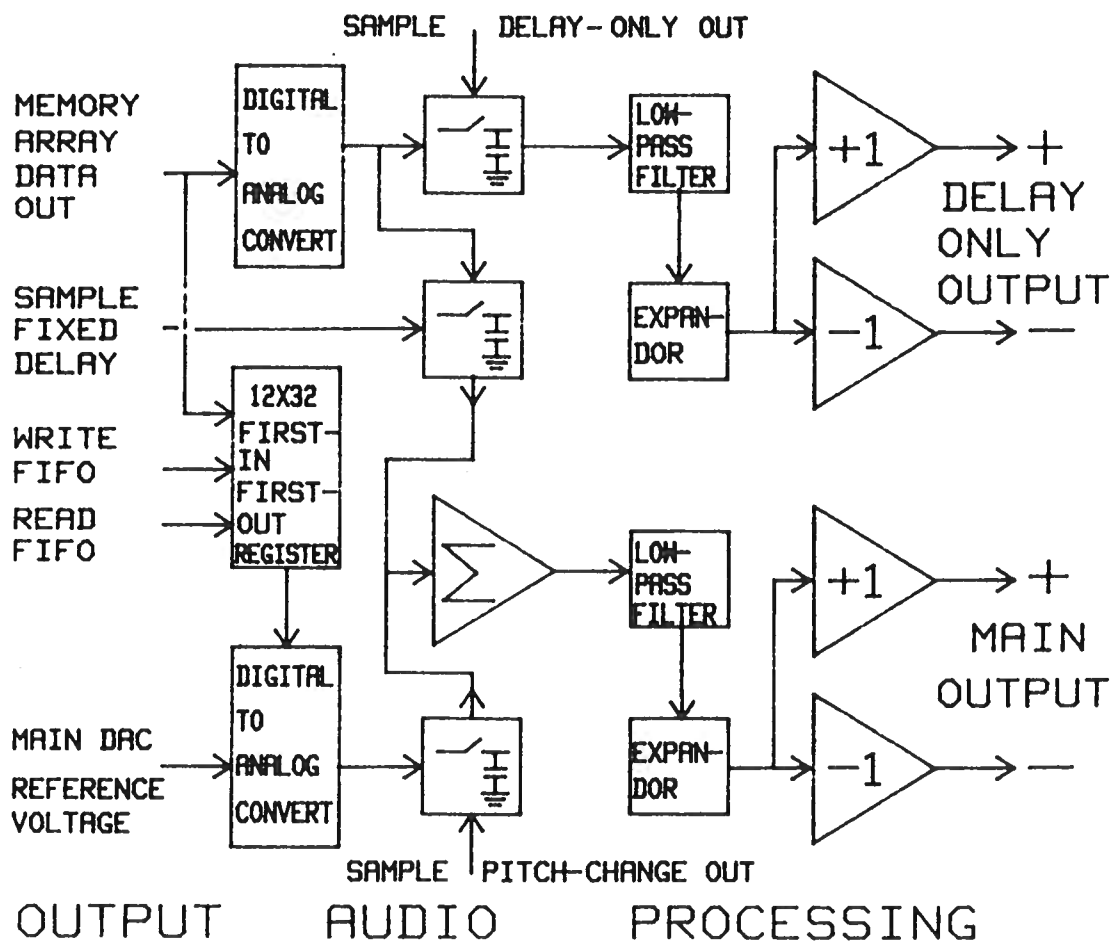 SAMPLE DELAY-ONLY OUT
MEMORY
ARRAY
DATA
OUT
DIGITAL
TO
ANALOG
CONVERT
LOW-
PASS
FILTER
+1
+
DELAY
ONLY
OUTPUT
SAMPLE
FIXED
DELAY
EXPAN-
DOR
-1
-
12X32
FIRST-
IN
FIRST-
OUT
REGISTER
WRITE
FIFO
READ
FIFO
Σ
LOW-
PASS
FILTER
+1
+
MAIN
OUTPUT
DIGITAL
TO
ANALOG
CONVERT
MAIN DAC
REFERENCE
VOLTAGE
EXPAN-
DOR
-1
-
SAMPLE PITCH-CHANGE OUT
OUTPUT AUDIO PROCESSING